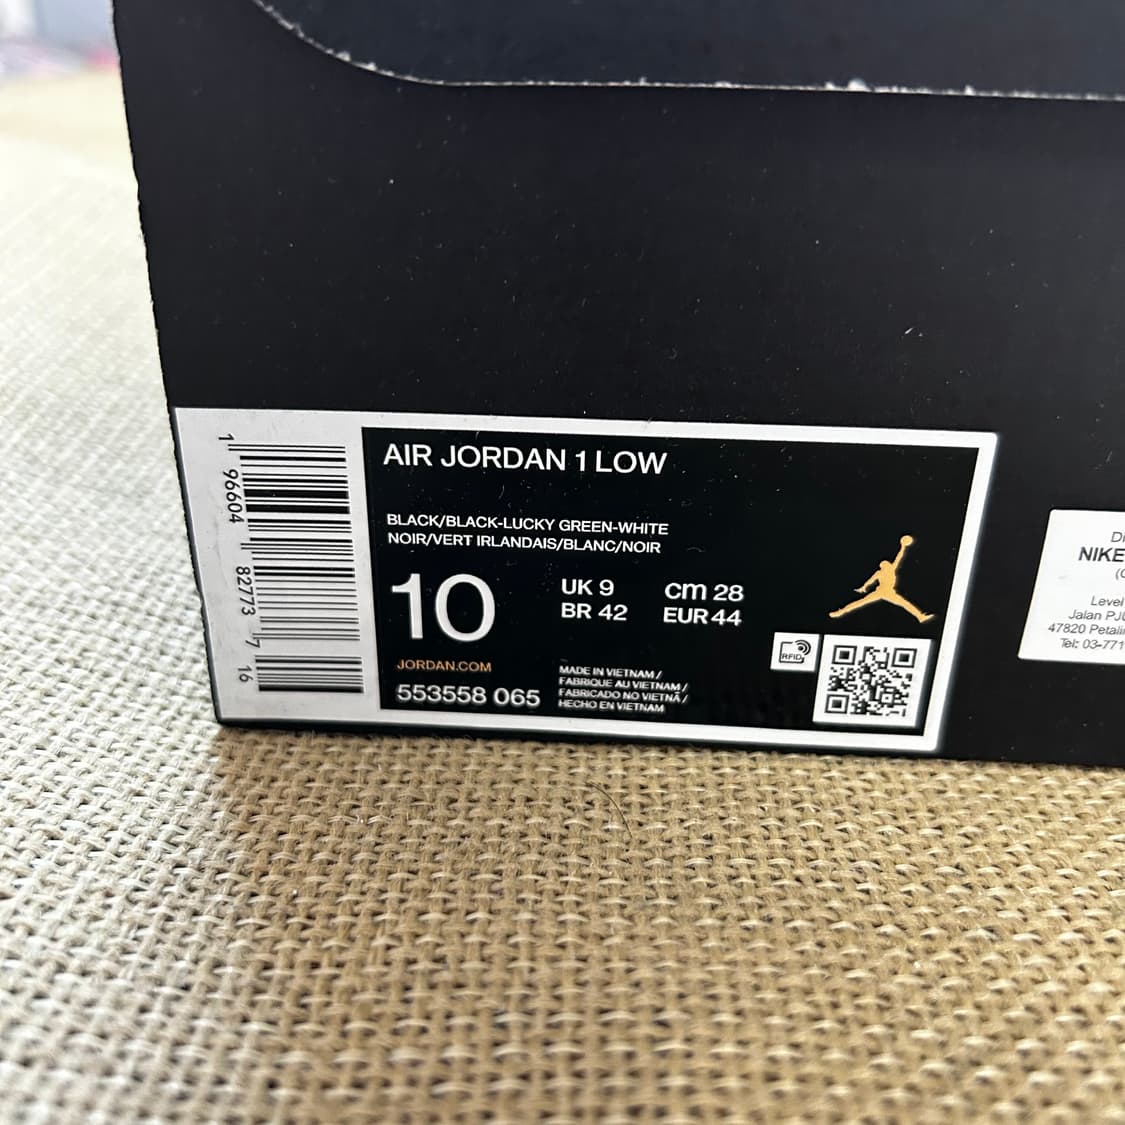 AIR JORDAN 1 LOW
BLACK/BLACK-LUCKY GREEN-WHITE
NOIR/VERT IRLANDAIS/BLANC/NOIR
10
UK 9
CM 28
BR 42
EUR 44
JORDAN.COM
553558 065
MADE IN VIETNAM /
FABRIQUE AU VIETNAM /
FABRICADO NO VIETNÃ /
HECHO EN VIETNAM
RFID
1 96604 82773 7 16
NIKE
Level
Jalan
47820
Tel: 03-771